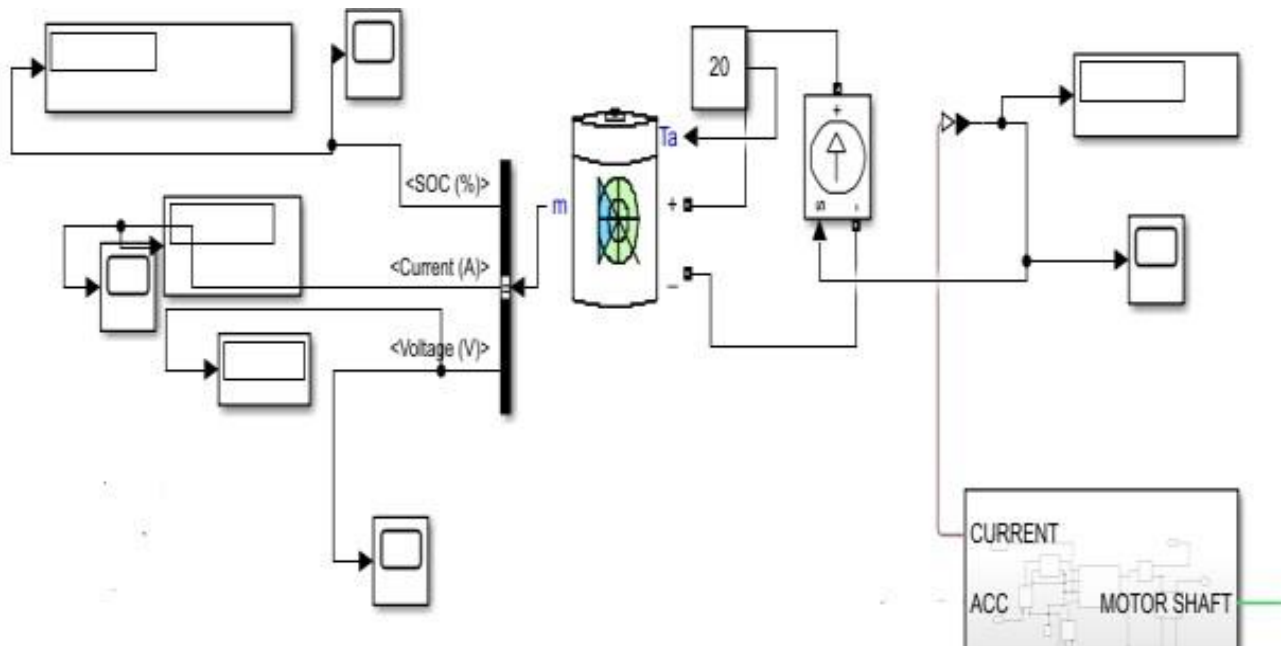 20
Ta
+
<SOC (%)>
m
+
s
-
<Current (A)>
–
<Voltage (V)>
CURRENT
ACC
MOTOR SHAFT